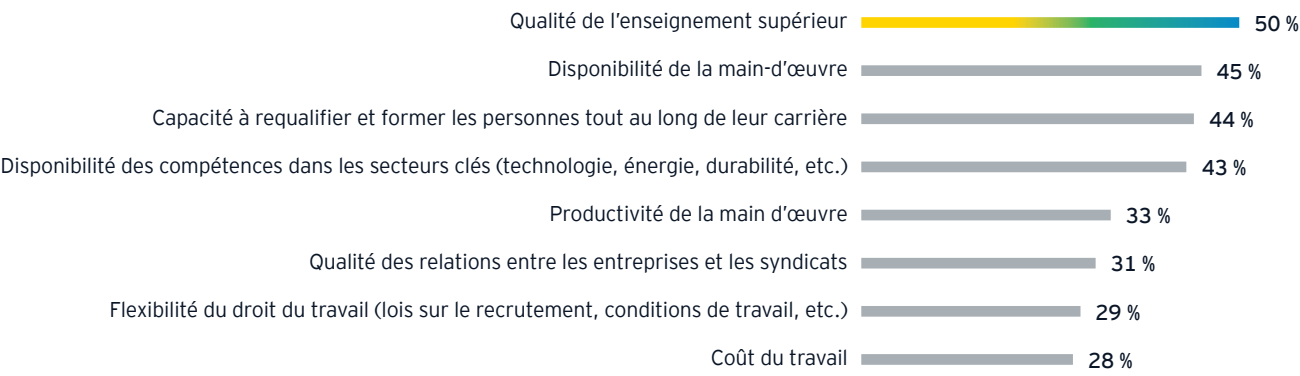 Qualité de l’enseignement supérieur 50 %
Disponibilité de la main-d’œuvre 45 %
Capacité à requalifier et former les personnes tout au long de leur carrière 44 %
Disponibilité des compétences dans les secteurs clés (technologie, énergie, durabilité, etc.) 43 %
Productivité de la main d’œuvre 33 %
Qualité des relations entre les entreprises et les syndicats 31 %
Flexibilité du droit du travail (lois sur le recrutement, conditions de travail, etc.) 29 %
Coût du travail 28 %